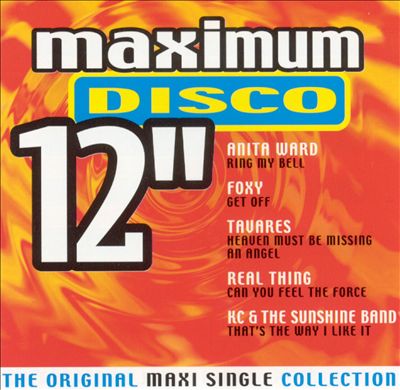 maximum
DISCO
12"
ANITA WARD
RING MY BELL
FOXY
GET OFF
TAVARES
HEAVEN MUST BE MISSING
AN ANGEL
REAL THING
CAN YOU FEEL THE FORCE
KC & THE SUNSHINE BAND
THAT'S THE WAY I LIKE IT
THE ORIGINAL MAXI SINGLE COLLECTION